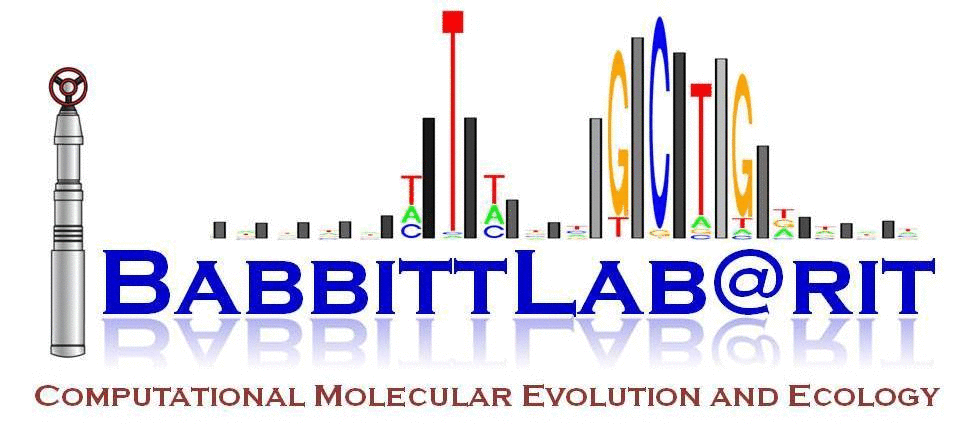 T T T G C T G
BABBITTLAB@RIT
COMPUTATIONAL MOLECULAR EVOLUTION AND ECOLOGY